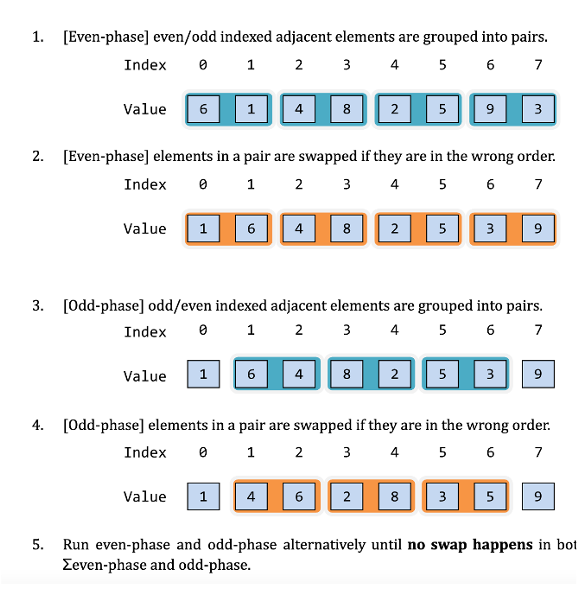 1. [Even-phase] even/odd indexed adjacent elements are grouped into pairs.
Index 0 1 2 3 4 5 6 7
Value 6 1 4 8 2 5 9 3
2. [Even-phase] elements in a pair are swapped if they are in the wrong order.
Index 0 1 2 3 4 5 6 7
Value 1 6 4 8 2 5 3 9
3. [Odd-phase] odd/even indexed adjacent elements are grouped into pairs.
Index 0 1 2 3 4 5 6 7
Value 1 6 4 8 2 5 3 9
4. [Odd-phase] elements in a pair are swapped if they are in the wrong order.
Index 0 1 2 3 4 5 6 7
Value 1 4 6 2 8 3 5 9
5. Run even-phase and odd-phase alternatively until no swap happens in bot
Σeven-phase and odd-phase.